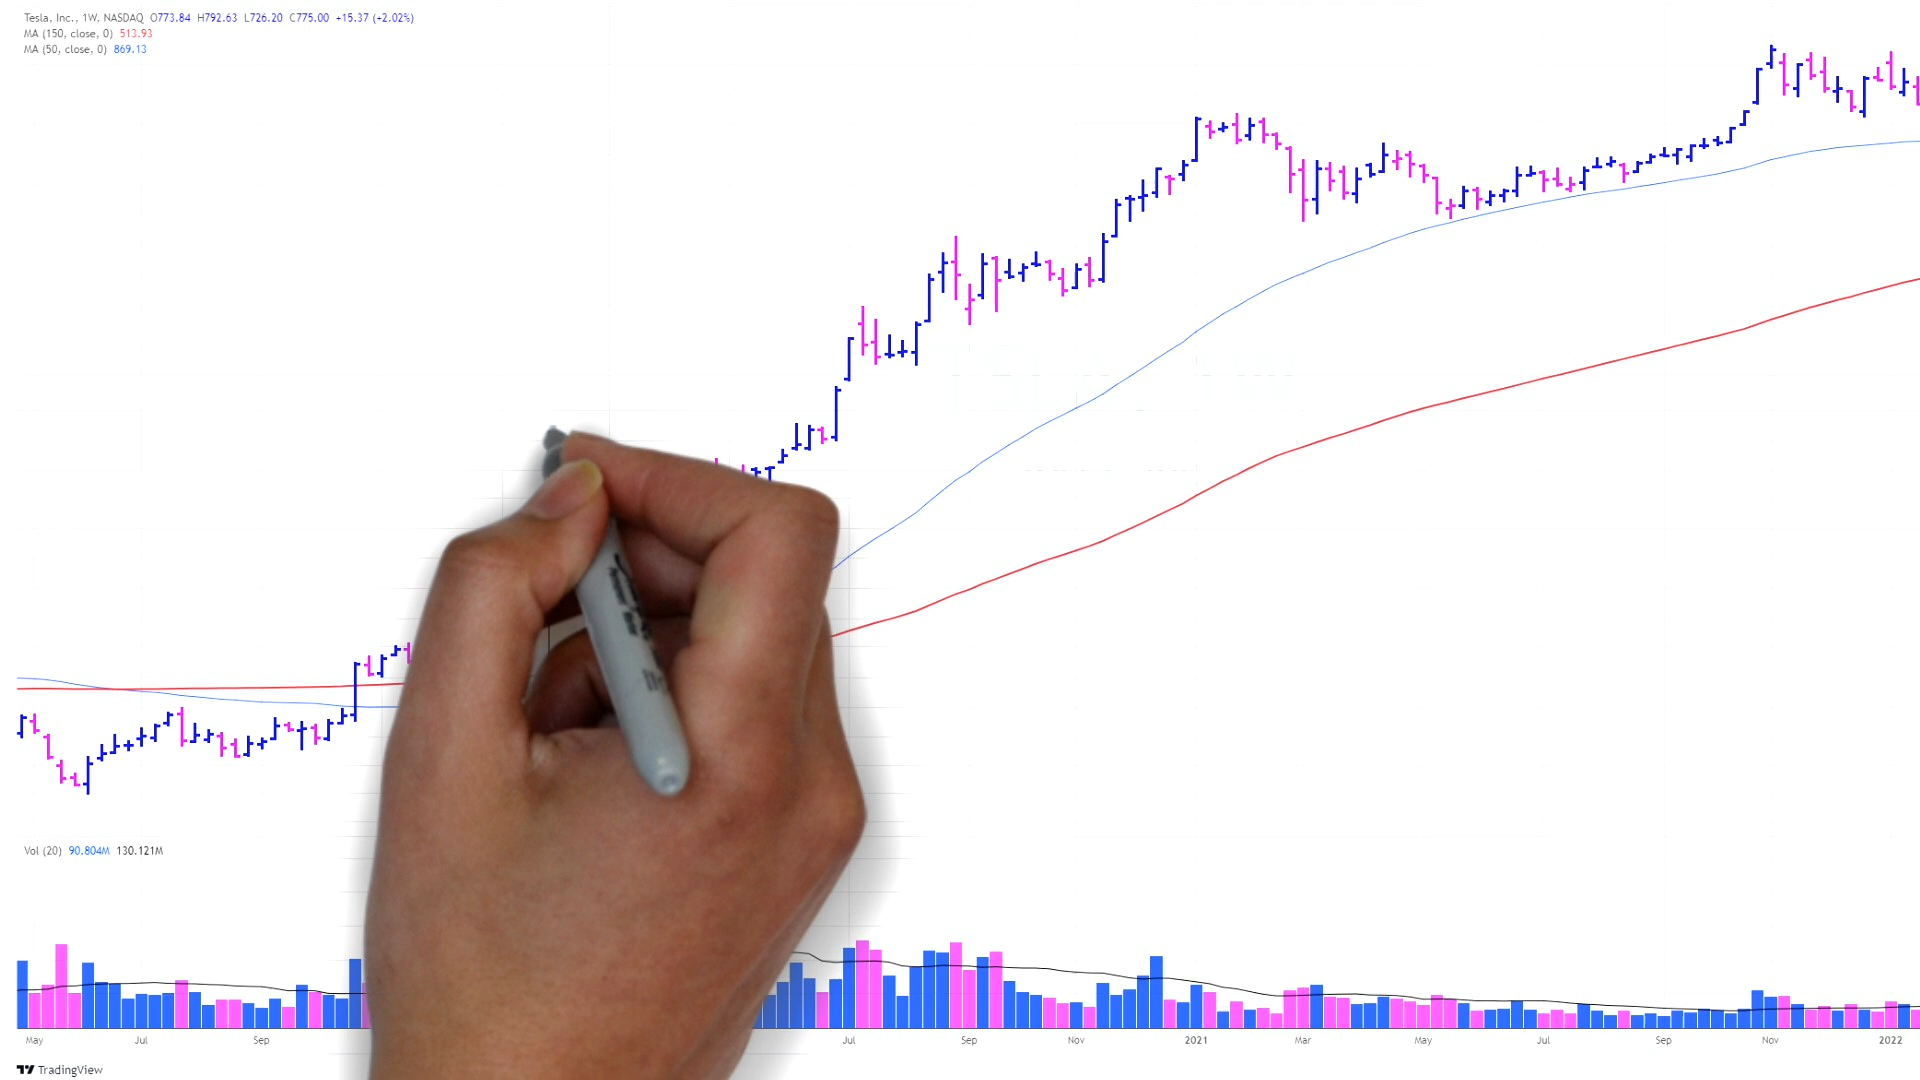 Tesla, Inc., 1W, NASDAQ O773.84 H792.63 L726.20 C775.00 +15.37 (+2.02%)
MA (150, close, 0) 513.93
MA (50, close, 0) 869.13
Vol (20) 90.804M 130.121M
May Jul Sep Jul Sep Nov 2021 Mar May Jul Sep Nov 2022
TradingView